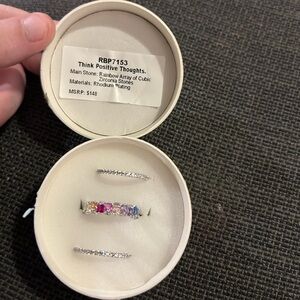 RBP7153
Think Positive Thoughts.
Main Stone: Rainbow Array of Cubic
Zirconia Stones
Materials: Rhodium Plating
MSRP: $148